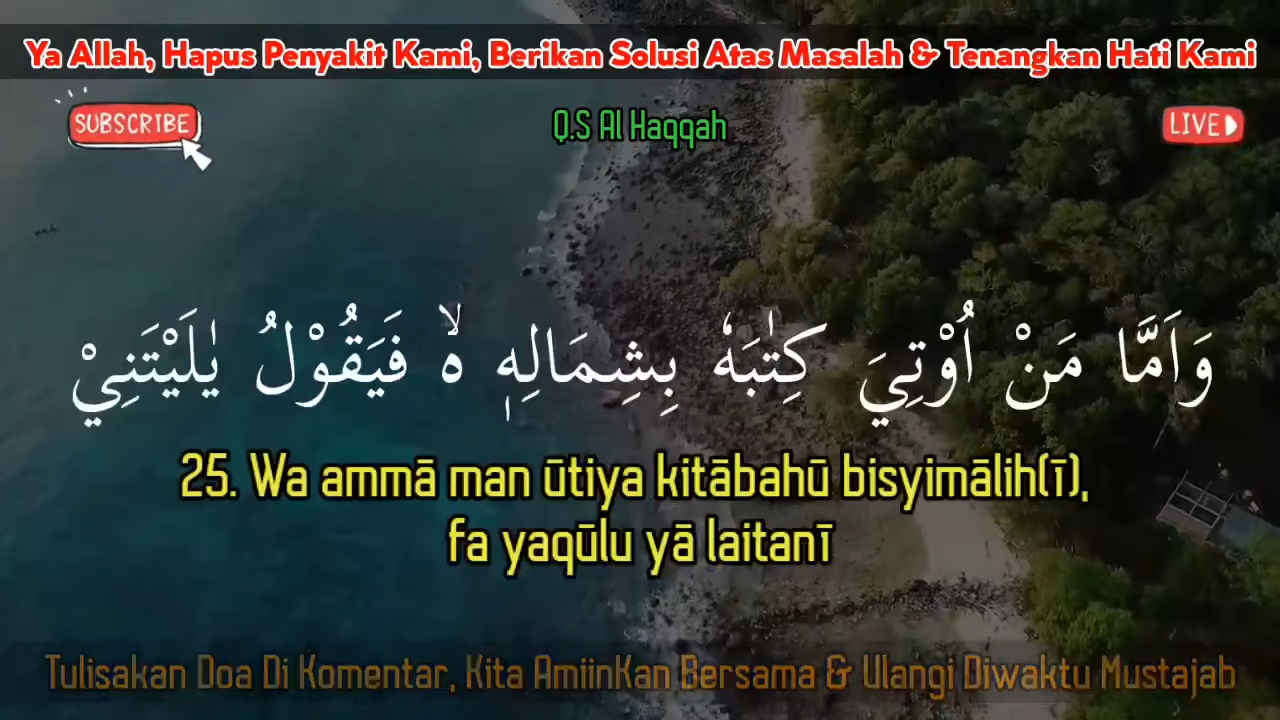 Ya Allah, Hapus Penyakit Kami, Berikan Solusi Atas Masalah & Tenangkan Hati Kami
SUBSCRIBE
Q.S Al Haqqah
LIVE
وَاَمَّا مَنْ اُوْتِيَ كِتٰبَهٗ بِشِمَالِهٖ ەۙ فَيَقُوْلُ يٰلَيْتَنِيْ
25. Wa ammā man ūtiya kitābahū bisyimālih(ī),
fa yaqūlu yā laitanī
Tulisakan Doa Di Komentar, Kita AmiinKan Bersama & Ulangi Diwaktu Mustajab